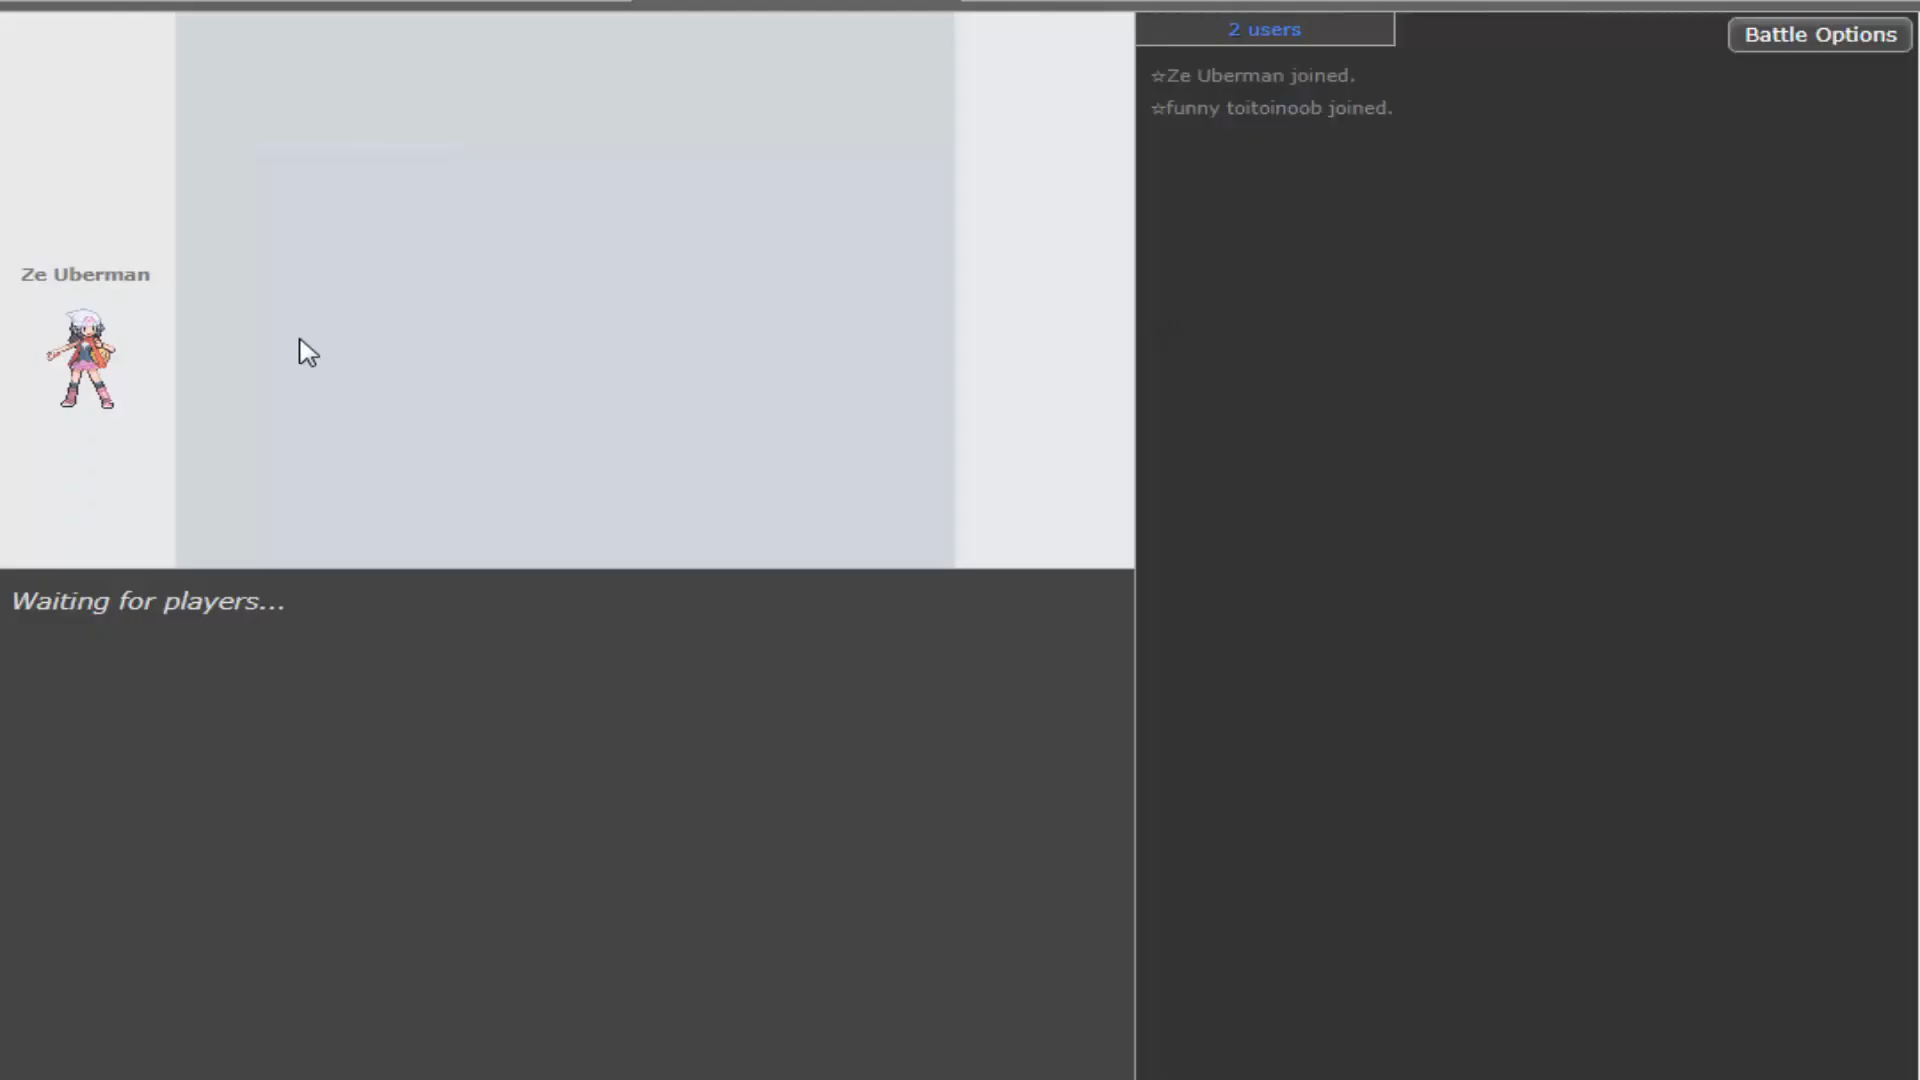 2 users
Battle Options
☆Ze Uberman joined.
☆funny toitoinoob joined.
Ze Uberman
Waiting for players...